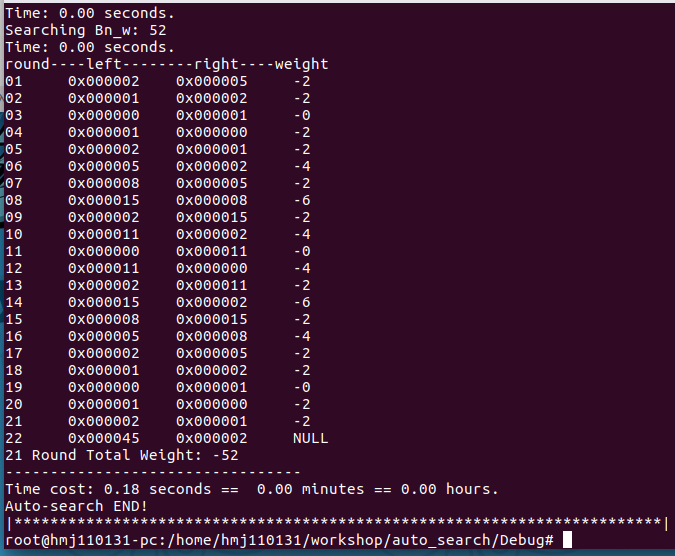 Time: 0.00 seconds.
Searching Bn_w: 52
Time: 0.00 seconds.
round----left--------right----weight
01     0x000002    0x000005     -2
02     0x000001    0x000002     -2
03     0x000000    0x000001     -0
04     0x000001    0x000000     -2
05     0x000002    0x000001     -2
06     0x000005    0x000002     -4
07     0x000008    0x000005     -2
08     0x000015    0x000008     -6
09     0x000002    0x000015     -2
10     0x000011    0x000002     -4
11     0x000000    0x000011     -0
12     0x000011    0x000000     -4
13     0x000002    0x000011     -2
14     0x000015    0x000002     -6
15     0x000008    0x000015     -2
16     0x000005    0x000008     -4
17     0x000002    0x000005     -2
18     0x000001    0x000002     -2
19     0x000000    0x000001     -0
20     0x000001    0x000000     -2
21     0x000002    0x000001     -2
22     0x000045    0x000002     NULL
21 Round Total Weight: -52
---------------------------------
Time cost: 0.18 seconds ==  0.00 minutes == 0.00 hours.
Auto-search END!
|************************************************************************|
root@hmj110131-pc:/home/hmj110131/workshop/auto_search/Debug#